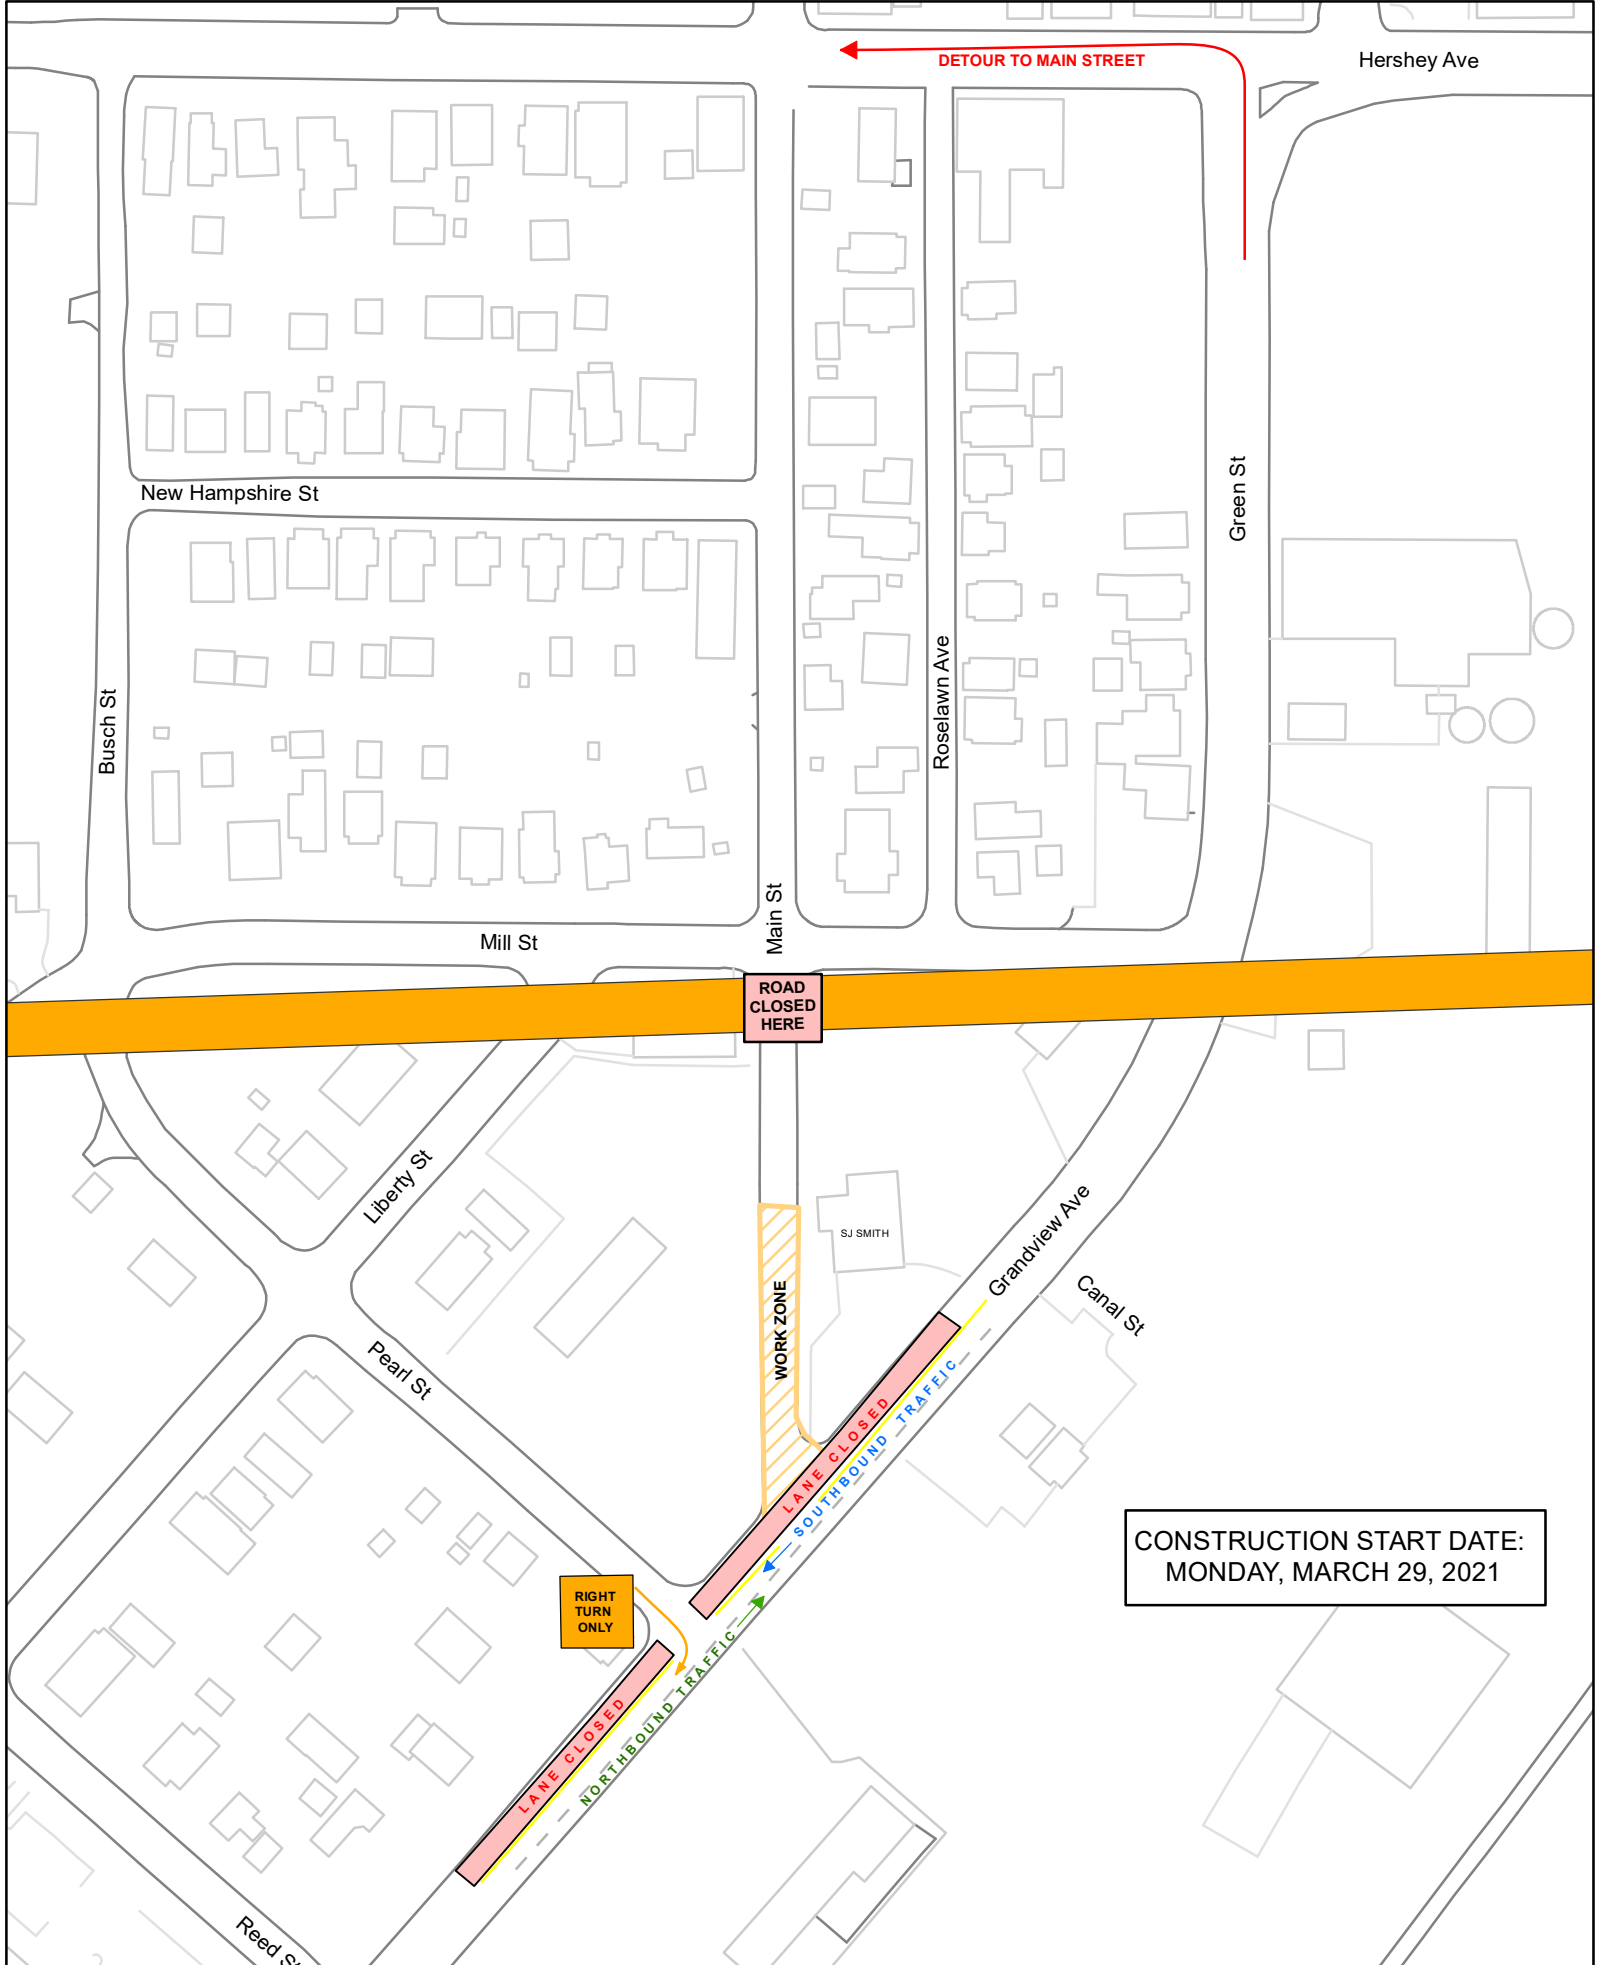 Hershey Ave
DETOUR TO MAIN STREET
New Hampshire St
Green St
Busch St
Roselawn Ave
Main St
Mill St
ROAD
CLOSED
HERE
Liberty St
SJ SMITH
Grandview Ave
Canal St
WORK ZONE
Pearl St
LANE CLOSED
SOUTHBOUND TRAFFIC
CONSTRUCTION START DATE:
MONDAY, MARCH 29, 2021
RIGHT
TURN
ONLY
NORTHBOUND TRAFFIC
LANE CLOSED
Reed St